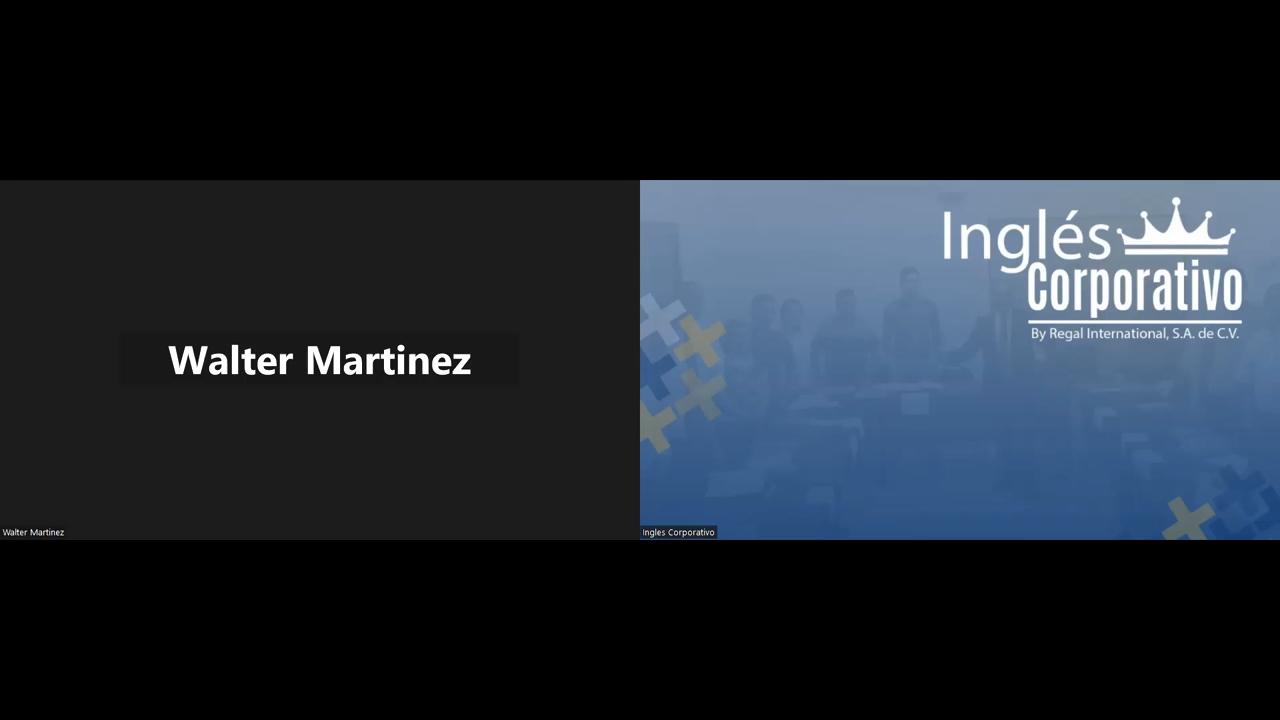 Walter Martinez
Walter Martinez
Inglés
Corporativo
By Regal International, S.A. de C.V.
Ingles Corporativo